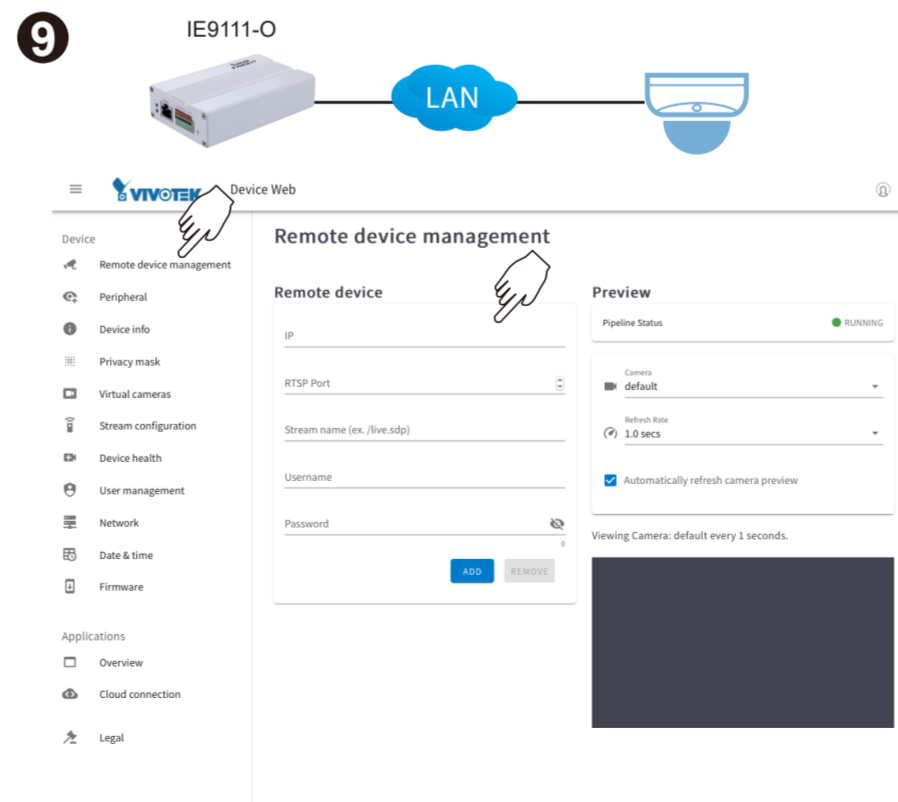 9
IE9111-O
LAN
VIVOTEK Device Web
Device
Remote device management
Peripheral
Device info
Privacy mask
Virtual cameras
Stream configuration
Device health
User management
Network
Date & time
Firmware
Applications
Overview
Cloud connection
Legal
Remote device management
Remote device
IP
RTSP Port
Stream name (ex. /live.sdp)
Username
Password
0
ADD REMOVE
Preview
Pipeline Status RUNNING
Camera
default
Refresh Rate
1.0 secs
Automatically refresh camera preview
Viewing Camera: default every 1 seconds.